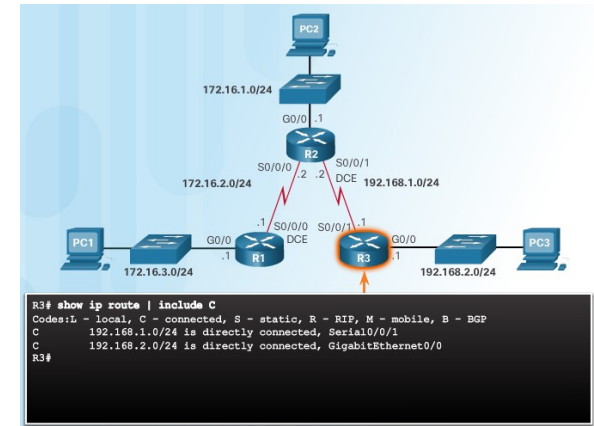 PC2
172.16.1.0/24
G0/0 .1
R2
S0/0/0 S0/0/1
.2 .2 DCE
172.16.2.0/24 192.168.1.0/24
.1 S0/0/0 S0/0/1 .1
PC1 G0/0 DCE G0/0 PC3
.1 R1 R3 .1
172.16.3.0/24 192.168.2.0/24
R3# show ip route | include C
Codes:L - local, C - connected, S - static, R - RIP, M - mobile, B - BGP
C 192.168.1.0/24 is directly connected, Serial0/0/1
C 192.168.2.0/24 is directly connected, GigabitEthernet0/0
R3#